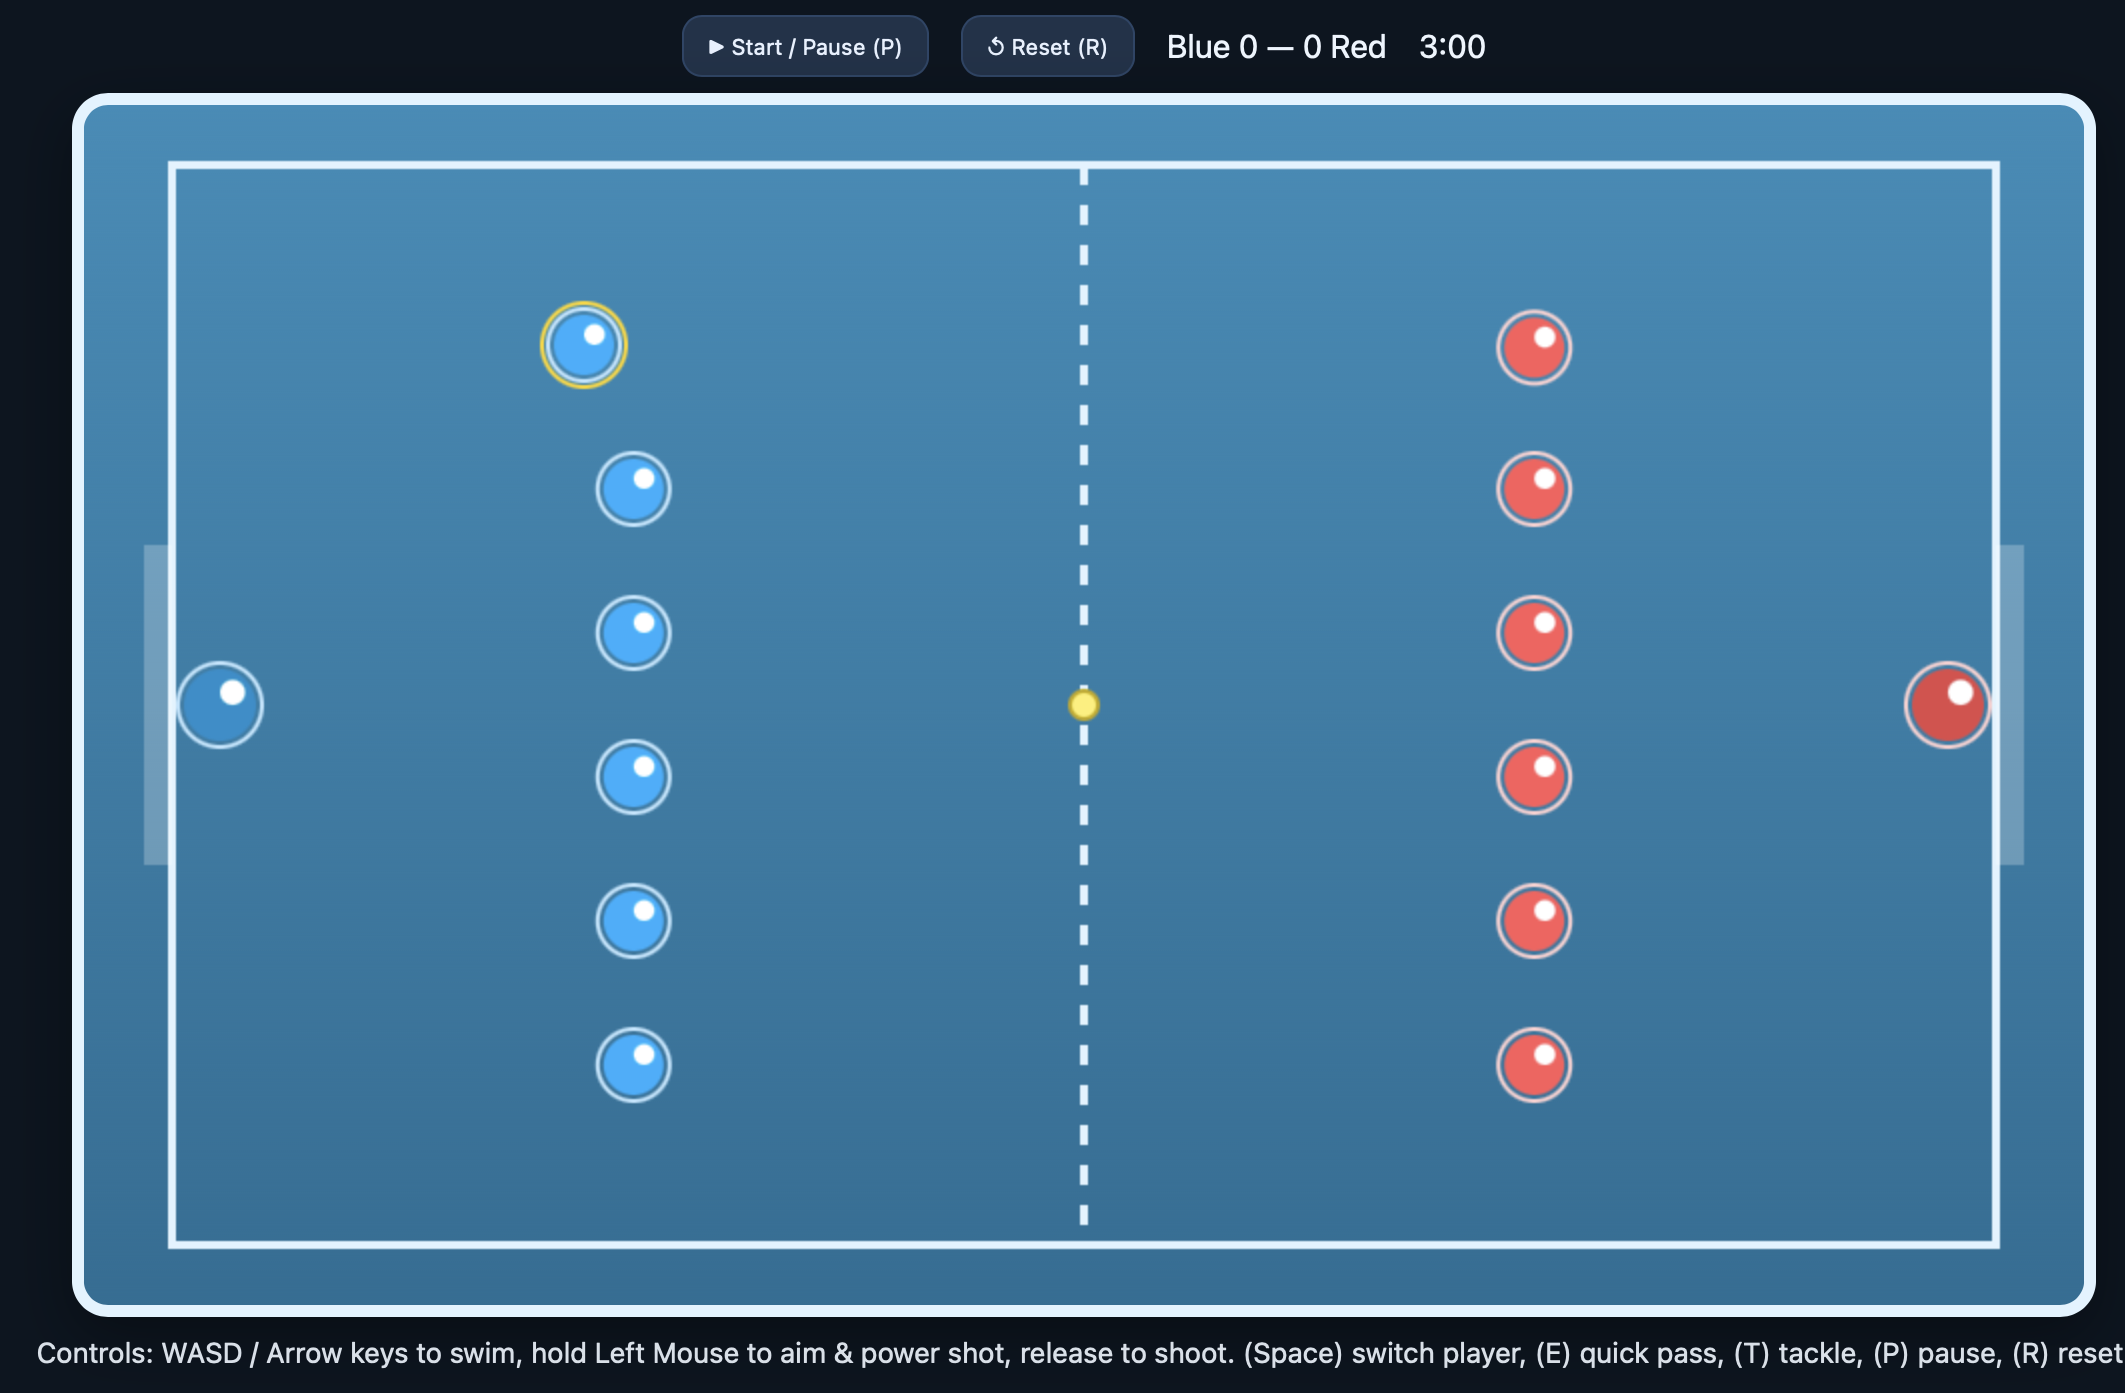 ▶ Start / Pause (P)
↺ Reset (R)
Blue 0 — 0 Red 3:00
Controls: WASD / Arrow keys to swim, hold Left Mouse to aim & power shot, release to shoot. (Space) switch player, (E) quick pass, (T) tackle, (P) pause, (R) reset